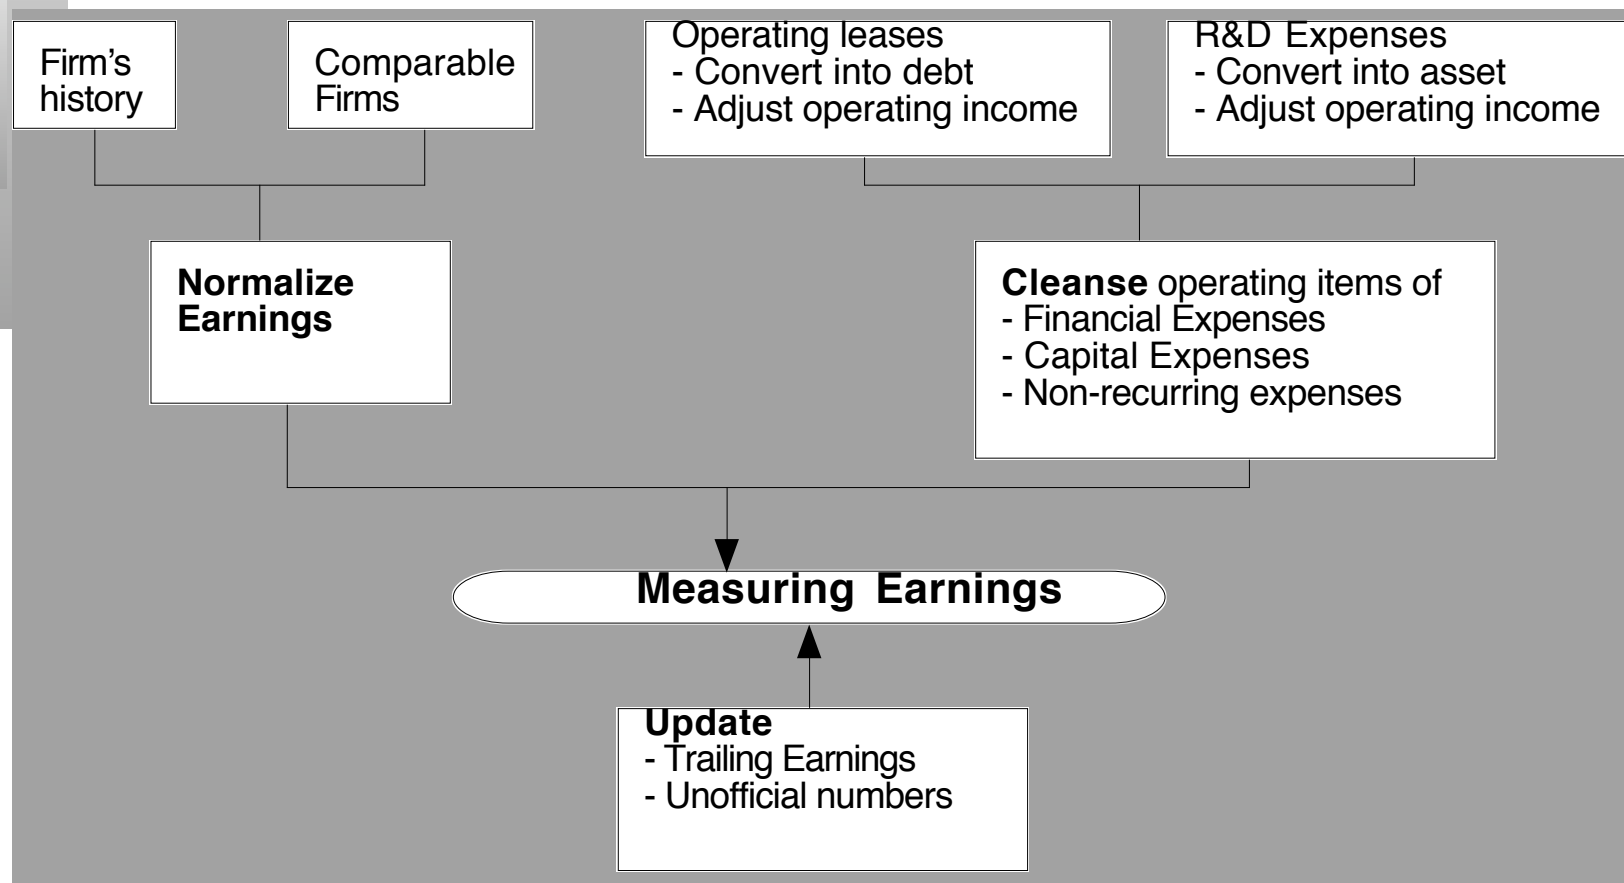 Firm's
history
Comparable
Firms
Operating leases
- Convert into debt
- Adjust operating income
R&D Expenses
- Convert into asset
- Adjust operating income
Normalize
Earnings
Cleanse operating items of
- Financial Expenses
- Capital Expenses
- Non-recurring expenses
Measuring Earnings
Update
- Trailing Earnings
- Unofficial numbers